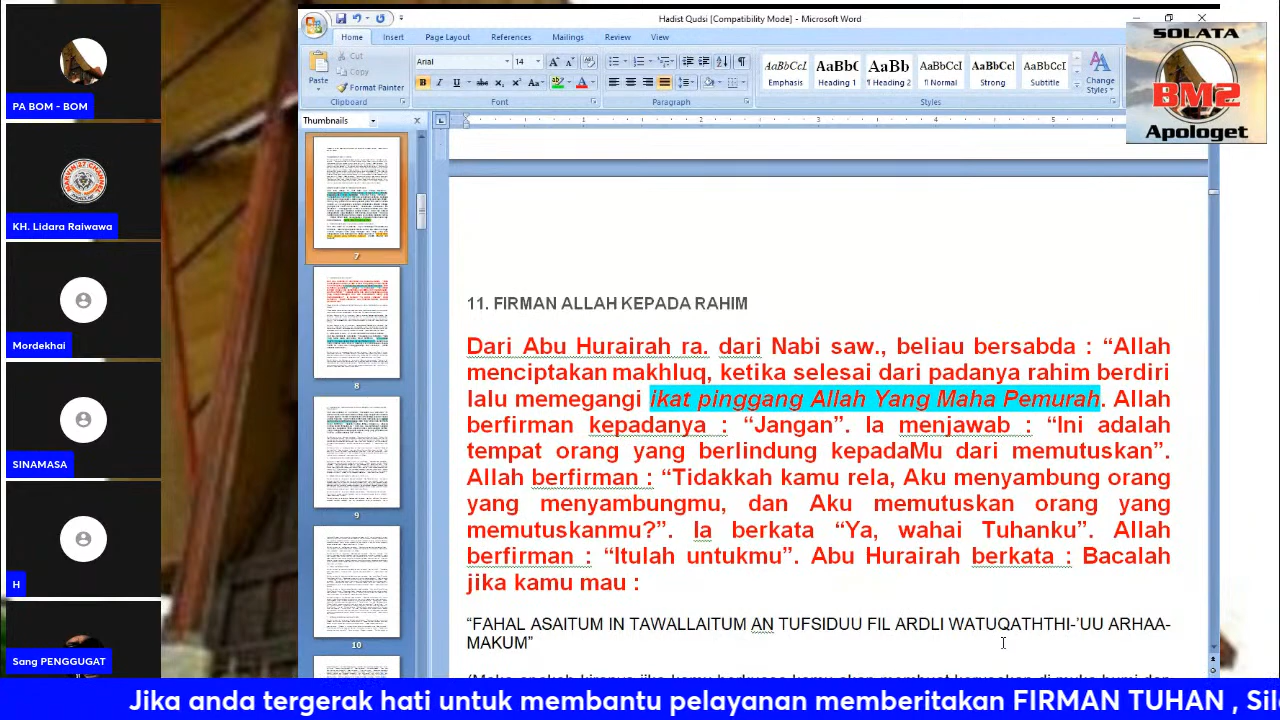 Hadist Qudsi [Compatibility Mode] - Microsoft Word
Home Insert Page Layout References Mailings Review View
Cut
Copy
Format Painter
Paste
Clipboard
Arial
14
Font
Paragraph
AaBbCcI AaBbC AaBb AaBbCcI AaBbCcI AaBbCcI
Emphasis Heading 1 ¶ Heading 2 ¶ Normal Strong Subtitle
Change
Styles
Styles
SOLATA
BM2
Apologet
Thumbnails
7
8
9
10
PA BOM - BOM
KH. Lidara Raiwawa
Mordekhai
SINAMASA
H
Sang PENGGUGAT
11. FIRMAN ALLAH KEPADA RAHIM
Dari Abu Hurairah ra. dari Nabi saw., beliau bersabda : “Allah
menciptakan makhluq, ketika selesai dari padanya rahim berdiri
lalu memegangi ikat pinggang Allah Yang Maha Pemurah. Allah
berfirman kepadanya : “Jangan”. Ia menjawab : “Ini adalah
tempat orang yang berlindung kepadaMu dari memutuskan”.
Allah berfirman : “Tidakkah kamu rela, Aku menyambung orang
yang menyambungmu, dan Aku memutuskan orang yang
memutuskanmu?”. Ia berkata “Ya, wahai Tuhanku”. Allah
berfirman : “Itulah untukmu”. Abu Hurairah berkata : Bacalah
jika kamu mau :
“FAHAL ASAITUM IN TAWALLAITUM AN TUFSIDUU FIL ARDLI WATUQATHTHI-’UU ARHAA-
MAKUM”
Jika anda tergerak hati untuk membantu pelayanan memberitakan FIRMAN TUHAN , Sil